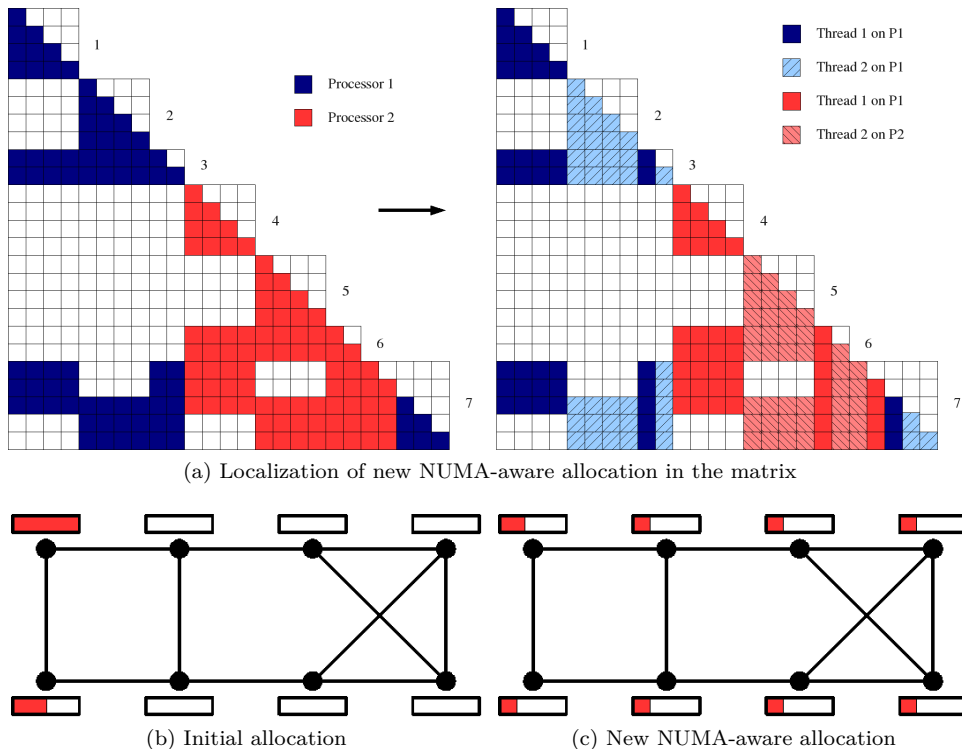 1
2
3
4
5
6
7
Processor 1
Processor 2
1
2
3
4
5
6
7
Thread 1 on P1
Thread 2 on P1
Thread 1 on P1
Thread 2 on P2
(a) Localization of new NUMA-aware allocation in the matrix
(b) Initial allocation
(c) New NUMA-aware allocation